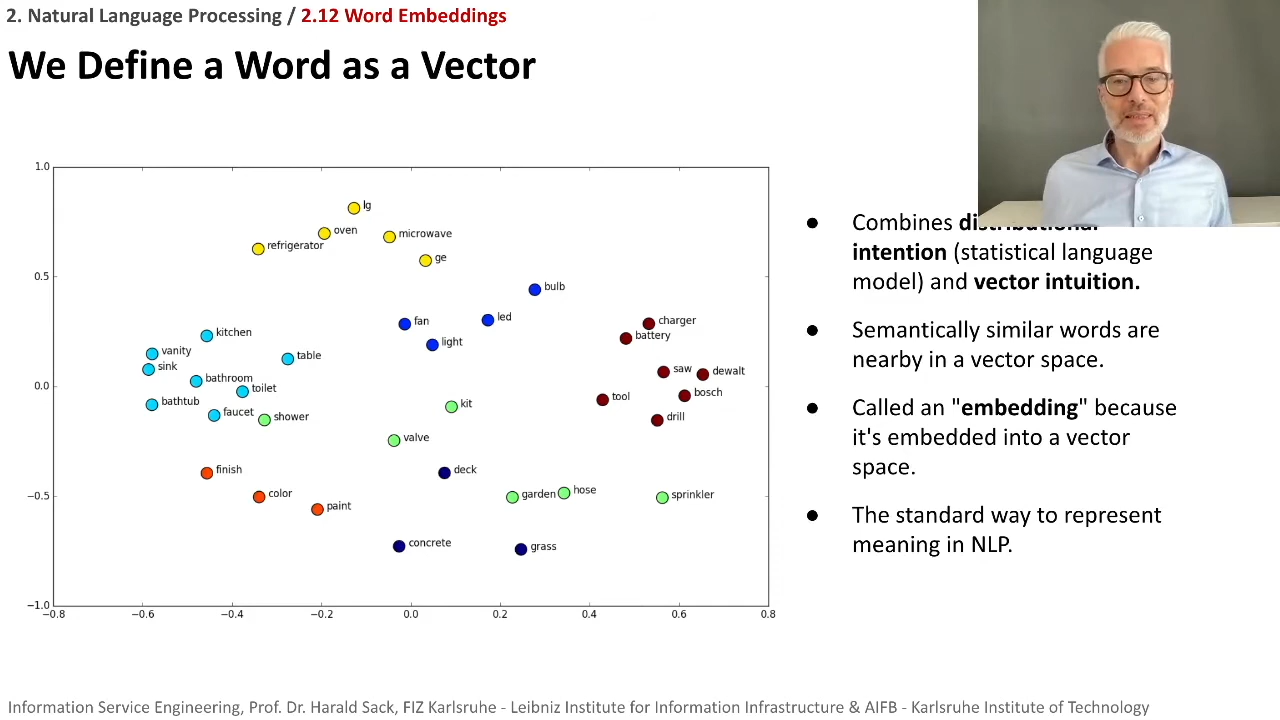 2. Natural Language Processing / 2.12 Word Embeddings
We Define a Word as a Vector
1.0
0.5
0.0
−0.5
−1.0
−0.8
−0.6
−0.4
−0.2
0.0
0.2
0.4
0.6
0.8
lg
oven
microwave
refrigerator
ge
bulb
fan
led
light
charger
battery
kitchen
vanity
table
sink
bathroom
toilet
bathtub
faucet
shower
saw
dewalt
bosch
tool
drill
kit
valve
finish
deck
color
paint
garden
hose
sprinkler
concrete
grass
● Combines distributional
intention (statistical language
model) and vector intuition.
● Semantically similar words are
nearby in a vector space.
● Called an "embedding" because
it's embedded into a vector
space.
● The standard way to represent
meaning in NLP.
Information Service Engineering, Prof. Dr. Harald Sack, FIZ Karlsruhe - Leibniz Institute for Information Infrastructure & AIFB - Karlsruhe Institute of Technology